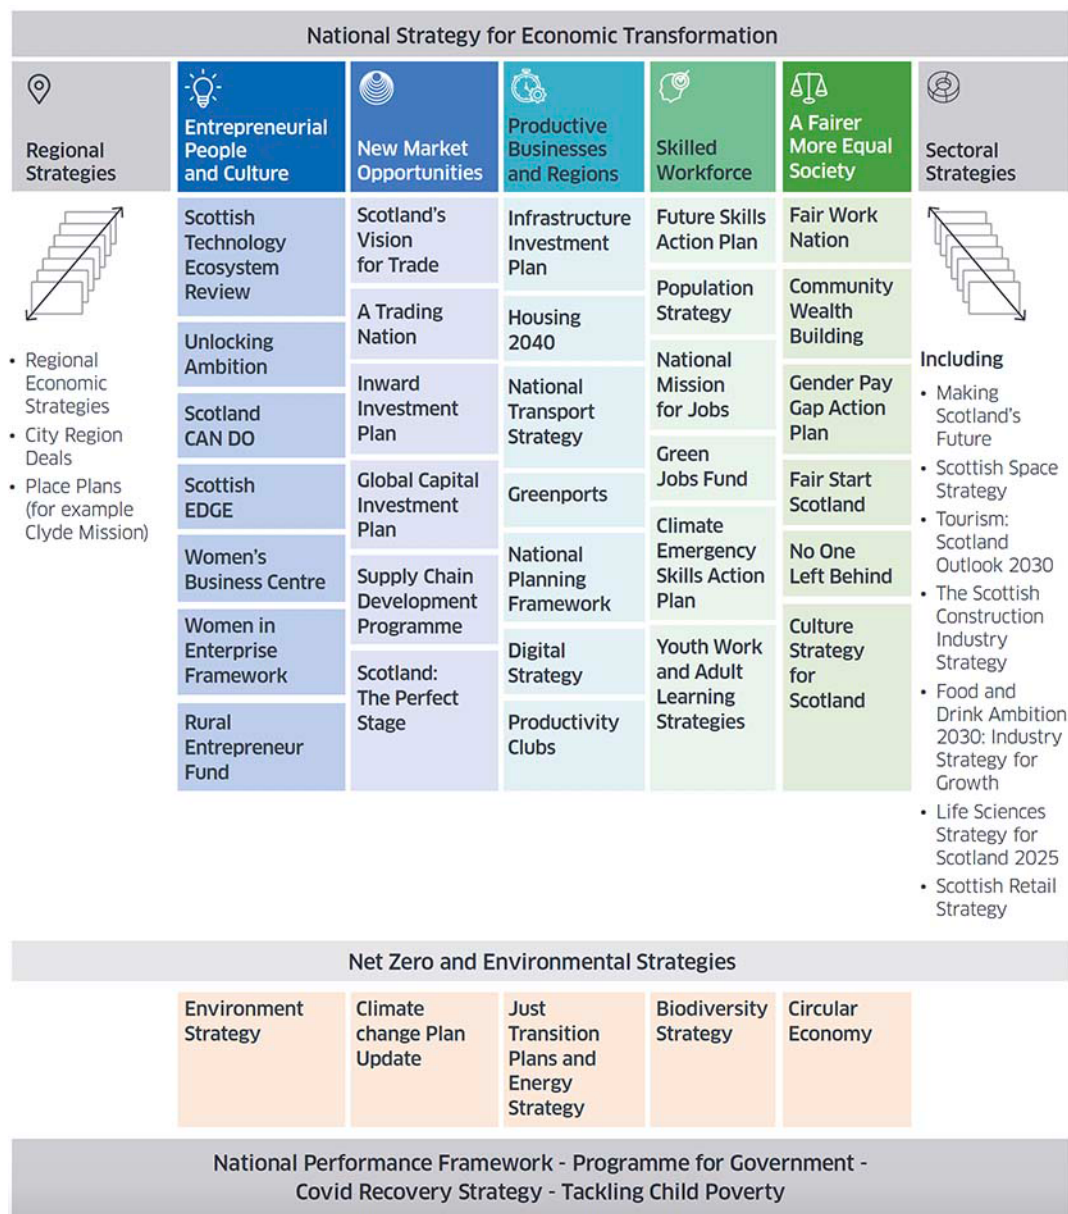 National Strategy for Economic Transformation
Regional
Strategies
Entrepreneurial
People
and Culture
New Market
Opportunities
Productive
Businesses
and Regions
Skilled
Workforce
A Fairer
More Equal
Society
Sectoral
Strategies
• Regional
Economic
Strategies
• City Region
Deals
• Place Plans
(for example
Clyde Mission)
Scottish
Technology
Ecosystem
Review
Unlocking
Ambition
Scotland
CAN DO
Scottish
EDGE
Women's
Business Centre
Women in
Enterprise
Framework
Rural
Entrepreneur
Fund
Scotland's
Vision
for Trade
A Trading
Nation
Inward
Investment
Plan
Global Capital
Investment
Plan
Supply Chain
Development
Programme
Scotland:
The Perfect
Stage
Infrastructure
Investment
Plan
Housing
2040
National
Transport
Strategy
Greenports
National
Planning
Framework
Digital
Strategy
Productivity
Clubs
Future Skills
Action Plan
Population
Strategy
National
Mission
for Jobs
Green
Jobs Fund
Climate
Emergency
Skills Action
Plan
Youth Work
and Adult
Learning
Strategies
Fair Work
Nation
Community
Wealth
Building
Gender Pay
Gap Action
Plan
Fair Start
Scotland
No One
Left Behind
Culture
Strategy
for
Scotland
Including
• Making
Scotland's
Future
• Scottish Space
Strategy
• Tourism:
Scotland
Outlook 2030
• The Scottish
Construction
Industry
Strategy
• Food and
Drink Ambition
2030: Industry
Strategy for
Growth
• Life Sciences
Strategy for
Scotland 2025
• Scottish Retail
Strategy
Net Zero and Environmental Strategies
Environment
Strategy
Climate
change Plan
Update
Just
Transition
Plans and
Energy
Strategy
Biodiversity
Strategy
Circular
Economy
National Performance Framework - Programme for Government -
Covid Recovery Strategy - Tackling Child Poverty